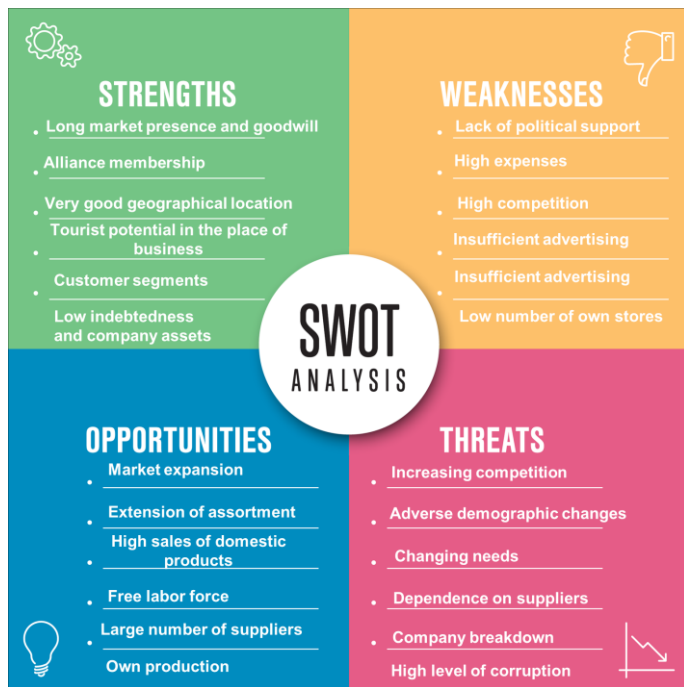 STRENGTHS
• Long market presence and goodwill
• Alliance membership
• Very good geographical location
Tourist potential in the place of
• business
• Customer segments
Low indebtedness
and company assets
WEAKNESSES
• Lack of political support
• High expenses
• High competition
• Insufficient advertising
• Insufficient advertising
Low number of own stores
SWOT
ANALYSIS
OPPORTUNITIES
• Market expansion
• Extension of assortment
High sales of domestic
• products
• Free labor force
• Large number of suppliers
Own production
THREATS
• Increasing competition
• Adverse demographic changes
• Changing needs
• Dependence on suppliers
• Company breakdown
High level of corruption